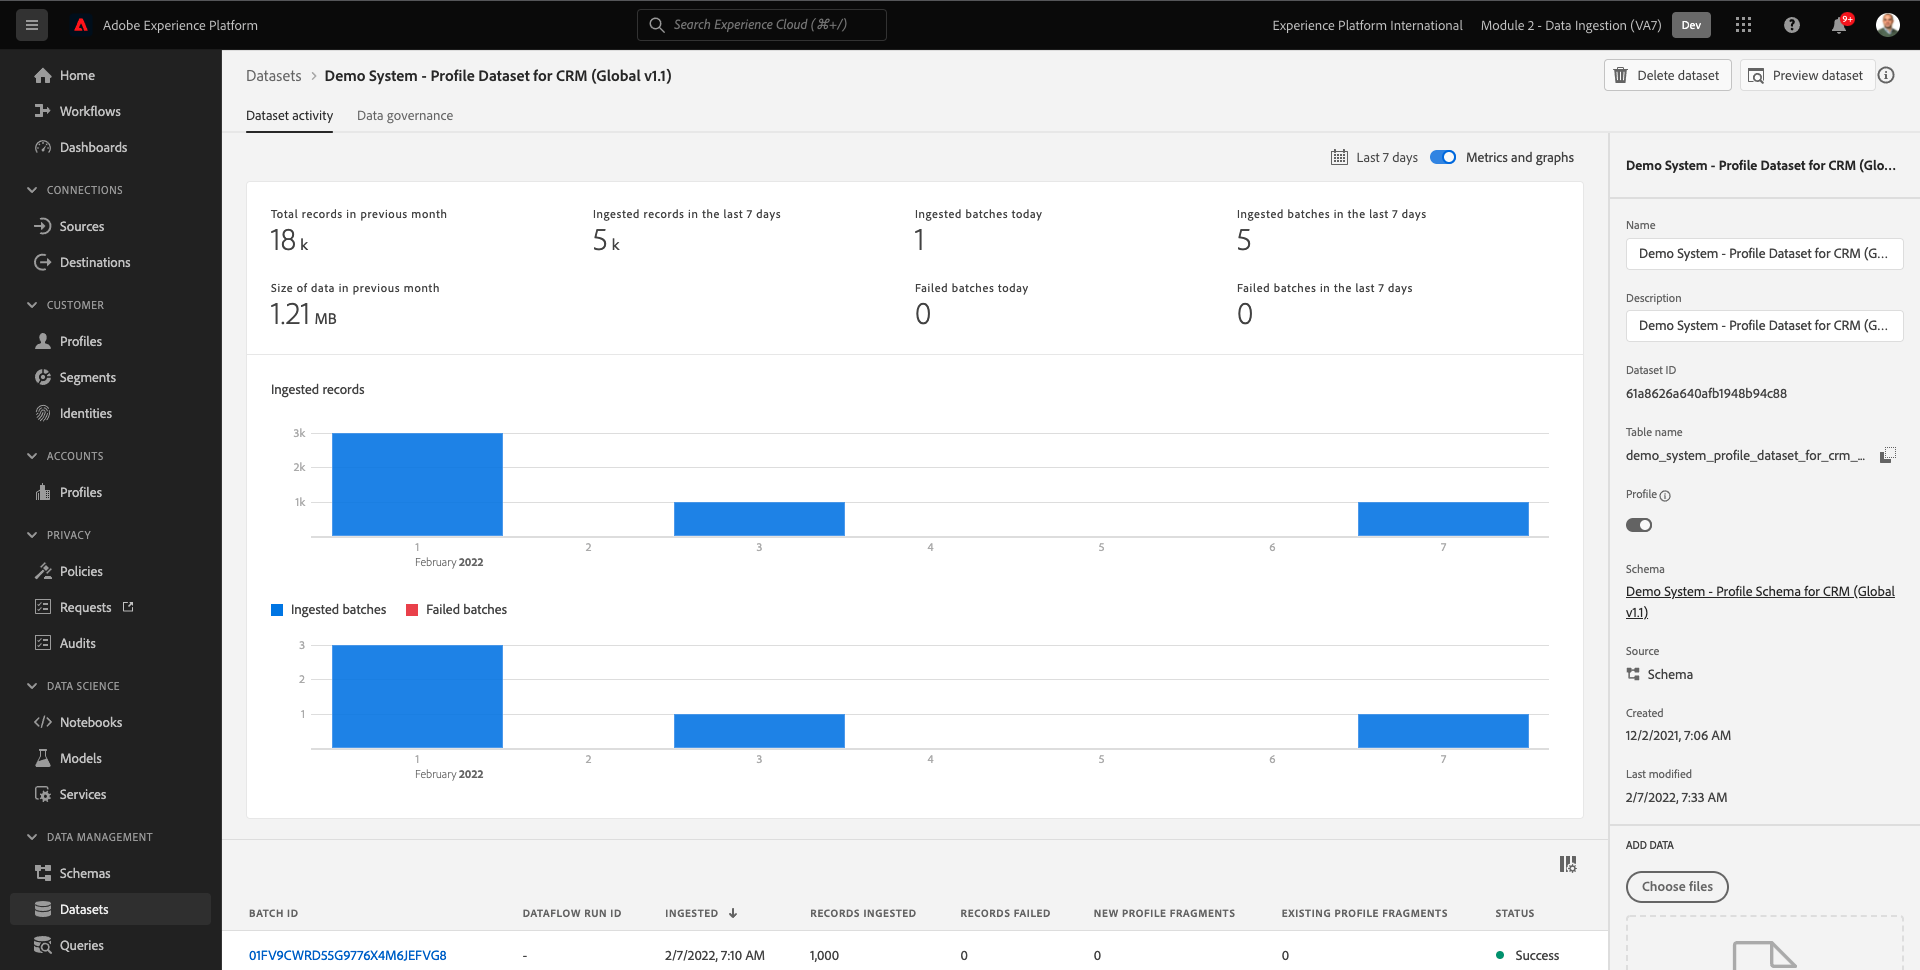 Adobe Experience Platform
Search Experience Cloud (⌘+/)
Experience Platform International
Module 2 - Data Ingestion (VA7)
Dev
9+
Home
Workflows
Dashboards
CONNECTIONS
Sources
Destinations
CUSTOMER
Profiles
Segments
Identities
ACCOUNTS
Profiles
PRIVACY
Policies
Requests
Audits
DATA SCIENCE
Notebooks
Models
Services
DATA MANAGEMENT
Schemas
Datasets
Queries
Datasets > Demo System - Profile Dataset for CRM (Global v1.1)
Delete dataset
Preview dataset
Dataset activity
Data governance
Last 7 days
Metrics and graphs
Total records in previous month
18 k
Ingested records in the last 7 days
5 k
Ingested batches today
1
Ingested batches in the last 7 days
5
Size of data in previous month
1.21 MB
Failed batches today
0
Failed batches in the last 7 days
0
Ingested records
3k
2k
1k
1 2 3 4 5 6 7
February 2022
Ingested batches
Failed batches
3
2
1
1 2 3 4 5 6 7
February 2022
BATCH ID DATAFLOW RUN ID INGESTED RECORDS INGESTED RECORDS FAILED NEW PROFILE FRAGMENTS EXISTING PROFILE FRAGMENTS STATUS
01FV9CWRD55G9776X4M6JEFVG8 - 2/7/2022, 7:10 AM 1,000 0 0 0 Success
Demo System - Profile Dataset for CRM (Glo...
Name
Demo System - Profile Dataset for CRM (G...
Description
Demo System - Profile Dataset for CRM (G...
Dataset ID
61a8626a640afb1948b94c88
Table name
demo_system_profile_dataset_for_crm_...
Profile
Schema
Demo System - Profile Schema for CRM (Global
v1.1)
Source
Schema
Created
12/2/2021, 7:06 AM
Last modified
2/7/2022, 7:33 AM
ADD DATA
Choose files